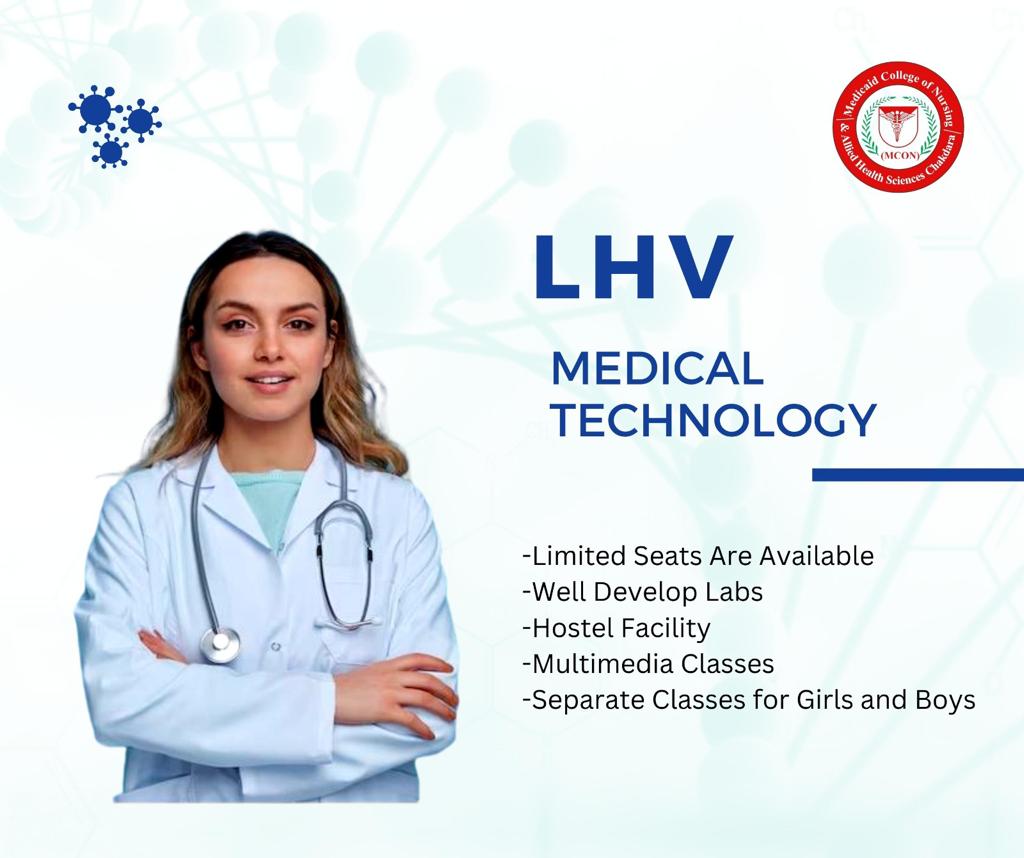 Medicaid College of Nursing
& Allied Health Sciences Chakdara
(MCON)
LHV
MEDICAL
TECHNOLOGY
-Limited Seats Are Available
-Well Develop Labs
-Hostel Facility
-Multimedia Classes
-Separate Classes for Girls and Boys